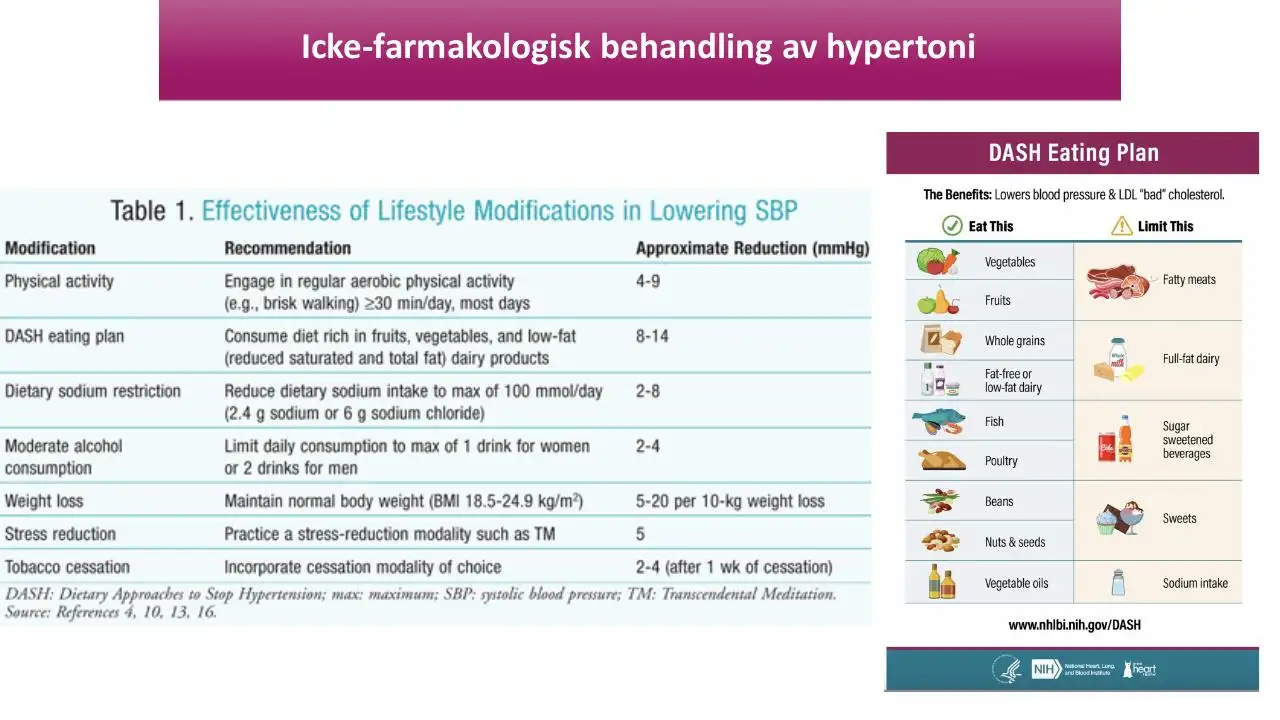 Icke-farmakologisk behandling av hypertoni
Table 1. Effectiveness of Lifestyle Modifications in Lowering SBP
Modification Recommendation Approximate Reduction (mmHg)
Physical activity Engage in regular aerobic physical activity 4-9
(e.g., brisk walking) ≥30 min/day, most days
DASH eating plan Consume diet rich in fruits, vegetables, and low-fat 8-14
(reduced saturated and total fat) dairy products
Dietary sodium restriction Reduce dietary sodium intake to max of 100 mmol/day 2-8
(2.4 g sodium or 6 g sodium chloride)
Moderate alcohol Limit daily consumption to max of 1 drink for women 2-4
consumption or 2 drinks for men
Weight loss Maintain normal body weight (BMI 18.5-24.9 kg/m²) 5-20 per 10-kg weight loss
Stress reduction Practice a stress-reduction modality such as TM 5
Tobacco cessation Incorporate cessation modality of choice 2-4 (after 1 wk of cessation)
DASH: Dietary Approaches to Stop Hypertension; max: maximum; SBP: systolic blood pressure; TM: Transcendental Meditation.
Source: References 4, 10, 13, 16.
DASH Eating Plan
The Benefits: Lowers blood pressure & LDL "bad" cholesterol.
Eat This
Limit This
Vegetables
Fruits
Whole grains
Fat-free or
low-fat dairy
Fish
Poultry
Beans
Nuts & seeds
Vegetable oils
Fatty meats
Whole
milk
Full-fat dairy
Sugar
sweetened
beverages
Sweets
Sodium intake
www.nhlbi.nih.gov/DASH
NIH
National Heart, Lung,
and Blood Institute
heart